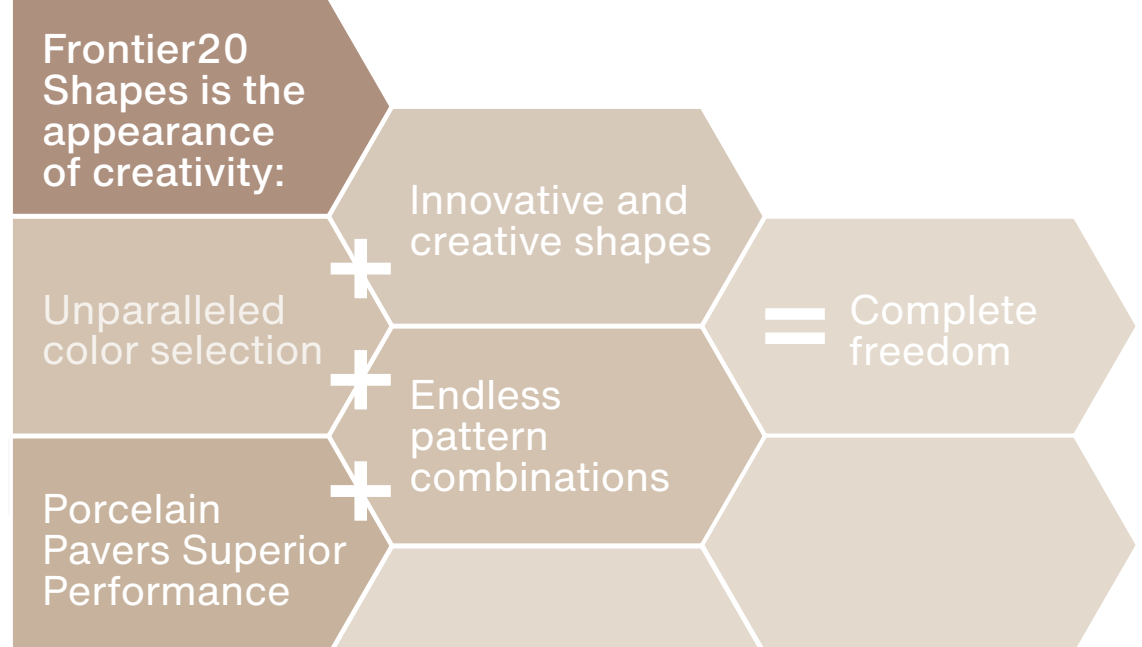 Frontier20
Shapes is the
appearance
of creativity:
Unparalleled
color selection
+
Innovative and
creative shapes
+
Endless
pattern
combinations
+
Porcelain
Pavers Superior
Performance
=
Complete
freedom